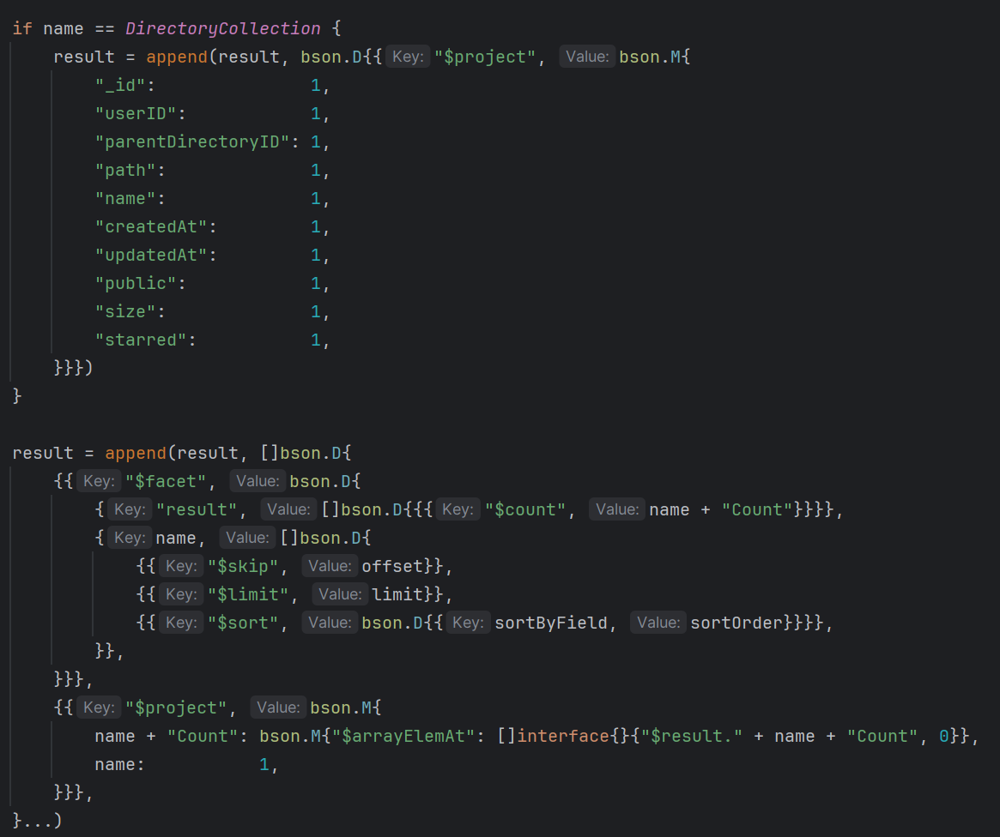 if name == DirectoryCollection {
    result = append(result, bson.D{{ Key: "$project", Value: bson.M{
        "_id":               1,
        "userID":            1,
        "parentDirectoryID": 1,
        "path":              1,
        "name":              1,
        "createdAt":         1,
        "updatedAt":         1,
        "public":            1,
        "size":              1,
        "starred":           1,
    }}})
}

result = append(result, []bson.D{
    {{ Key: "$facet", Value: bson.D{
        { Key: "result", Value: []bson.D{{{ Key: "$count", Value: name + "Count"}}}},
        { Key: name, Value: []bson.D{
            {{ Key: "$skip", Value: offset}},
            {{ Key: "$limit", Value: limit}},
            {{ Key: "$sort", Value: bson.D{{ Key: sortByField, Value: sortOrder}}}},
        }},
    }}},
    {{ Key: "$project", Value: bson.M{
        name + "Count": bson.M{"$arrayElemAt": []interface{}{"$result." + name + "Count", 0}},
        name:           1,
    }}},
}...)